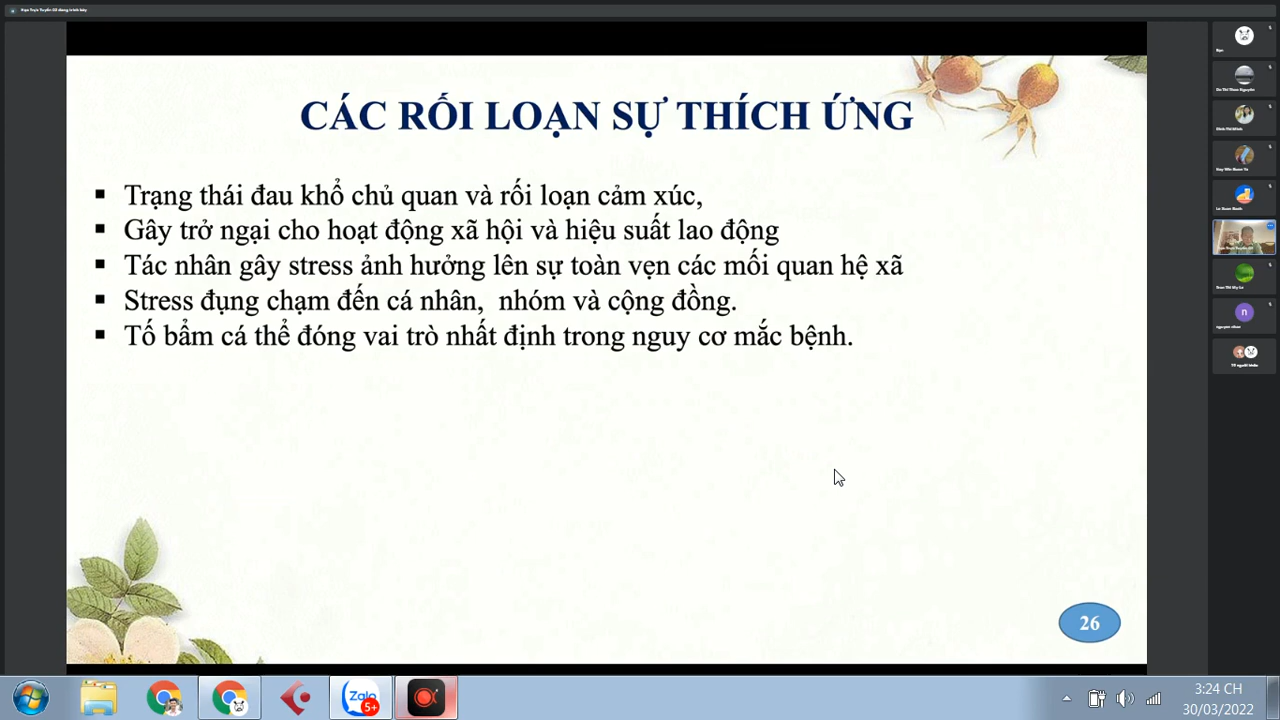 CÁC RỐI LOẠN SỰ THÍCH ỨNG
Trạng thái đau khổ chủ quan và rối loạn cảm xúc,
Gây trở ngại cho hoạt động xã hội và hiệu suất lao động
Tác nhân gây stress ảnh hưởng lên sự toàn vẹn các mối quan hệ xã
Stress đụng chạm đến cá nhân, nhóm và cộng đồng.
Tố bẩm cá thể đóng vai trò nhất định trong nguy cơ mắc bệnh.
26
Bạn
n
Zalo
5+
3:24 CH
30/03/2022